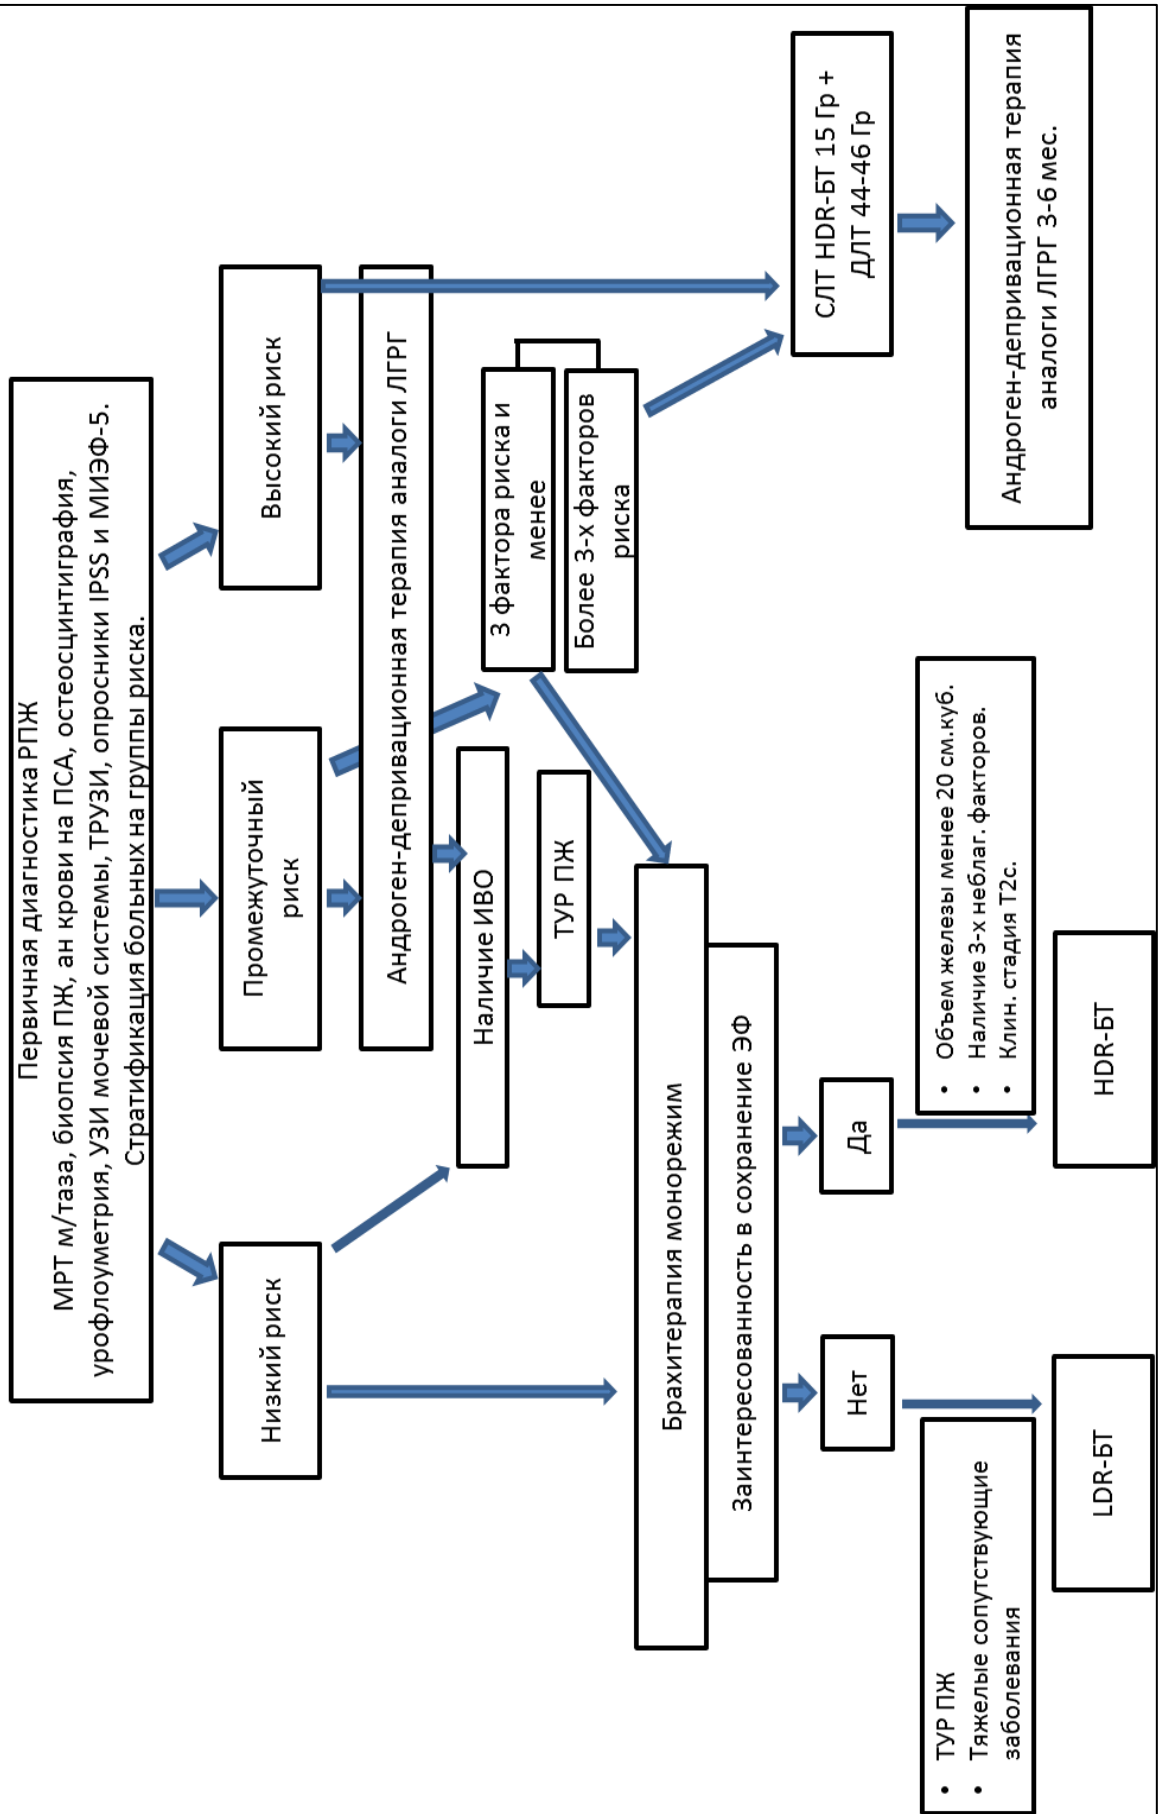 Первичная диагностика РПЖ
МРТ м/таза, биопсия ПЖ, ан крови на ПСА, остеосцинтиграфия,
урофлоуметрия, УЗИ мочевой системы, ТРУЗИ, опросники IPSS и МИЭФ-5.
Стратификация больных на группы риска.
Низкий риск
Промежуточный
риск
Высокий риск
Андроген-депривационная терапия аналоги ЛГРГ
Наличие ИВО
3 фактора риска и
менее
ТУР ПЖ
Более 3-х факторов
риска
Брахитерапия монорежим
Заинтересованность в сохранение ЭФ
СЛТ HDR-БТ 15 Гр +
ДЛТ 44-46 Гр
Нет
Да
• ТУР ПЖ
• Тяжелые сопутствующие
заболевания
• Объем железы менее 20 см.куб.
• Наличие 3-х неблаг. факторов.
• Клин. стадия Т2с.
Андроген-депривационная терапия
аналоги ЛГРГ 3-6 мес.
LDR-БТ
HDR-БТ